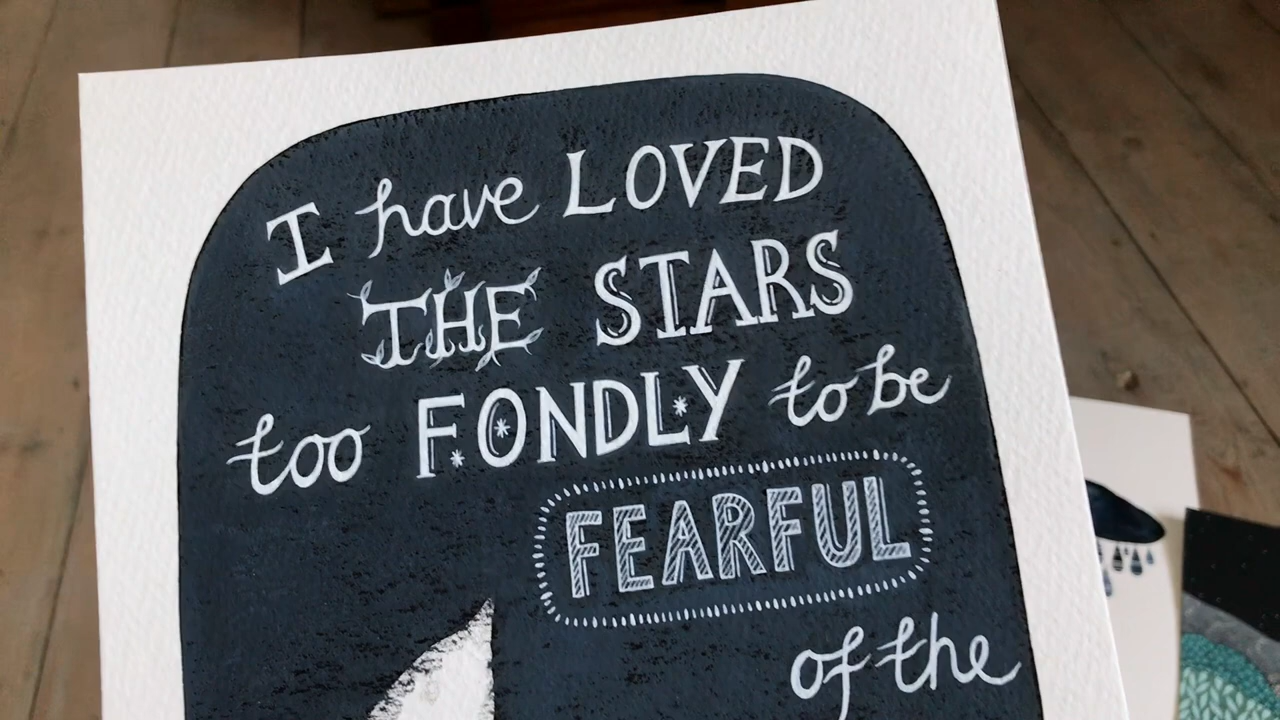 I have LOVED
THE STARS
too FONDLY to be
FEARFUL
of the